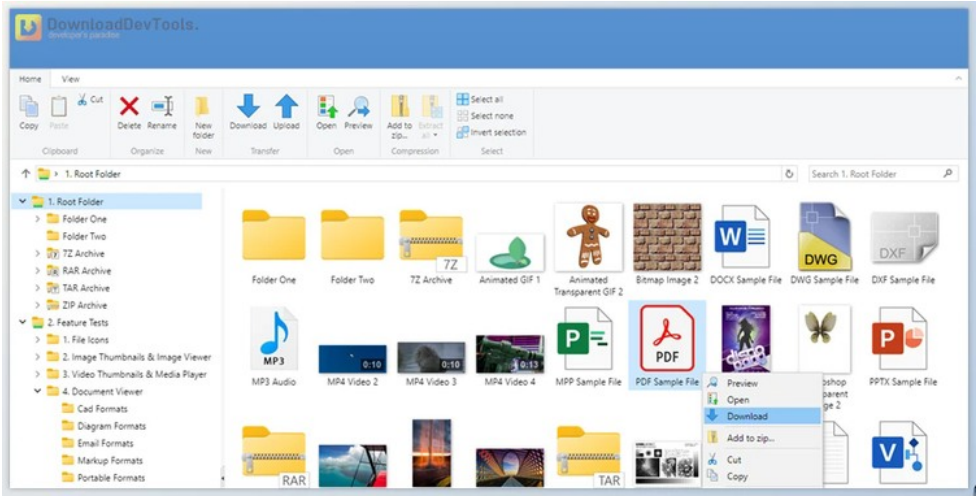 DownloadDevTools.
developer's paradise
Home View
Copy Paste Cut Delete Rename New folder Download Upload Open Preview Add to zip... Extract all Select all
Select none
Invert selection
Clipboard Organize New Transfer Open Compression Select
1. Root Folder Search 1. Root Folder
1. Root Folder
Folder One
Folder Two
7Z Archive
RAR Archive
TAR Archive
ZIP Archive
2. Feature Tests
1. File Icons
2. Image Thumbnails & Image Viewer
3. Video Thumbnails & Media Player
4. Document Viewer
Cad Formats
Diagram Formats
Email Formats
Markup Formats
Portable Formats
7Z W DWG DXF
Folder One Folder Two 7Z Archive Animated GIF 1 Animated Transparent GIF 2 Bitmap Image 2 DOCX Sample File DWG Sample File DXF Sample File
MP3 0:10 0:10 0:13 P PDF disco P
MP3 Audio MP4 Video 2 MP4 Video 3 MP4 Video 4 MPP Sample File PDF Sample File PPTX Sample File
Preview
Open
Download
Add to zip...
Cut
Copy
RAR TAR V